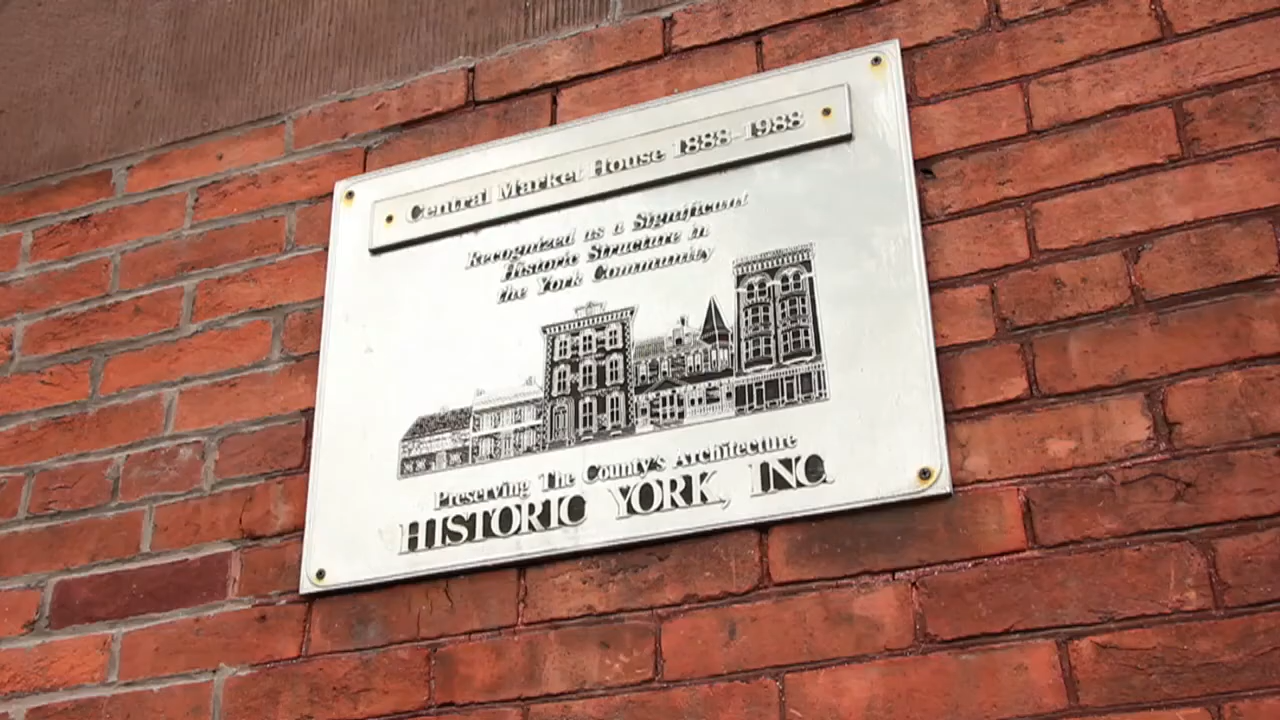 Central Market House 1888-1988
Recognized as a Significant
Historic Structure in
the York Community
Preserving The County's Architecture
HISTORIC YORK, INC.